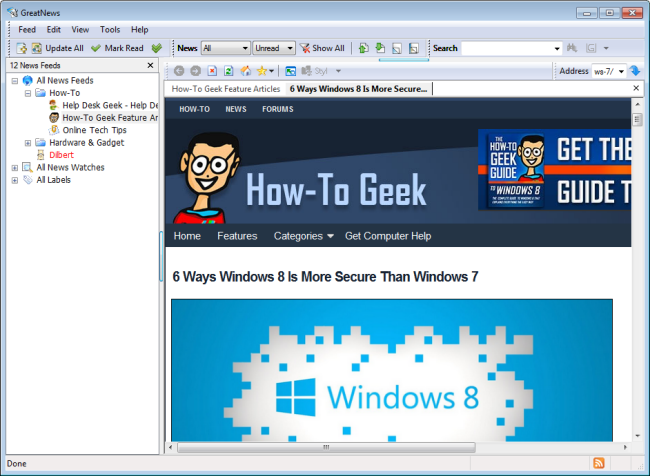 GreatNews
Feed Edit View Tools Help
Update All Mark Read News All Unread Show All Search
12 News Feeds
All News Feeds
How-To
Help Desk Geek - Help De
How-To Geek Feature Ar
Online Tech Tips
Hardware & Gadget
Dilbert
All News Watches
All Labels
Styl Address ws-7/
How-To Geek Feature Articles 6 Ways Windows 8 Is More Secure...
HOW-TO NEWS FORUMS
How-To Geek
THE
HOW-TO
GEEK
GUIDE
TO WINDOWS 8
GET THE
GUIDE T
Home Features Categories Get Computer Help
6 Ways Windows 8 Is More Secure Than Windows 7
Windows 8
Done